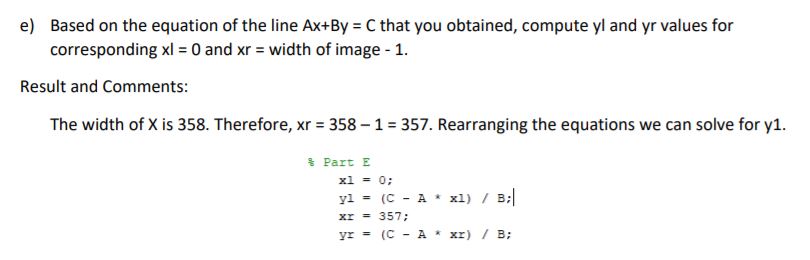 e) Based on the equation of the line Ax+By = C that you obtained, compute yl and yr values for
corresponding xl = 0 and xr = width of image - 1.
Result and Comments:
The width of X is 358. Therefore, xr = 358 – 1 = 357. Rearranging the equations we can solve for y1.
% Part E
xl = 0;
yl = (C - A * xl) / B;
xr = 357;
yr = (C - A * xr) / B;